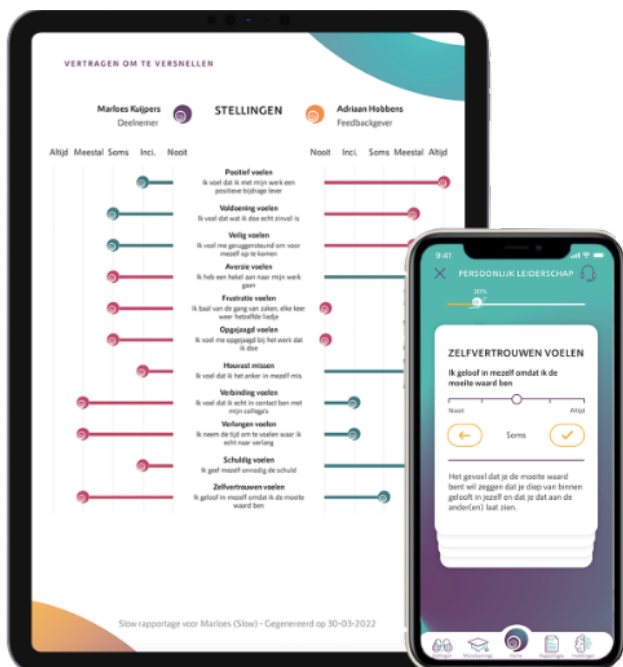 VERTRAGEN OM TE VERSNELLEN
Marloes Kuijpers
Deelnemer
STELLINGEN
Adriaan Hobbens
Feedbackgever
Altijd Meestal Soms Inci. Nooit
Nooit Inci. Soms Meestal Altijd
Positief voelen
Ik voel dat ik met mijn werk een
positieve bijdrage lever
Voldoening voelen
Ik voel dat wat ik doe echt zinvol is
Veilig voelen
Ik voel me geruggensteund om voor
mezelf op te komen
Aversie voelen
Ik heb een hekel aan naar mijn werk
gaan
Frustratie voelen
Ik baal van de gang van zaken, elke keer
weer hetzelfde liedje
Opgejaagd voelen
Ik voel me opgejaagd bij het werk dat
ik doe
Houvast missen
Ik voel dat ik het anker in mezelf mis
Verbinding voelen
Ik voel dat ik echt in contact ben met
mijn collega's
Verlangen voelen
Ik neem de tijd om te voelen waar ik
echt naar verlang
Schuldig voelen
Ik geef mezelf onnodig de schuld
Zelfvertrouwen voelen
Ik geloof in mezelf omdat ik de moeite
waard ben
Slow rapportage voor Marloes (Slow) - Gegenereerd op 30-03-2022
9:41
PERSOONLIJK LEIDERSCHAP
20%
ZELFVERTROUWEN VOELEN
Ik geloof in mezelf omdat ik de
moeite waard ben
Nooit
Altijd
Soms
Het gevoel dat je de moeite waard
bent wil zeggen dat je diep van binnen
gelooft in jezelf en dat je dat aan de
ander(en) laat zien.
Home
Rapportages
Instellingen